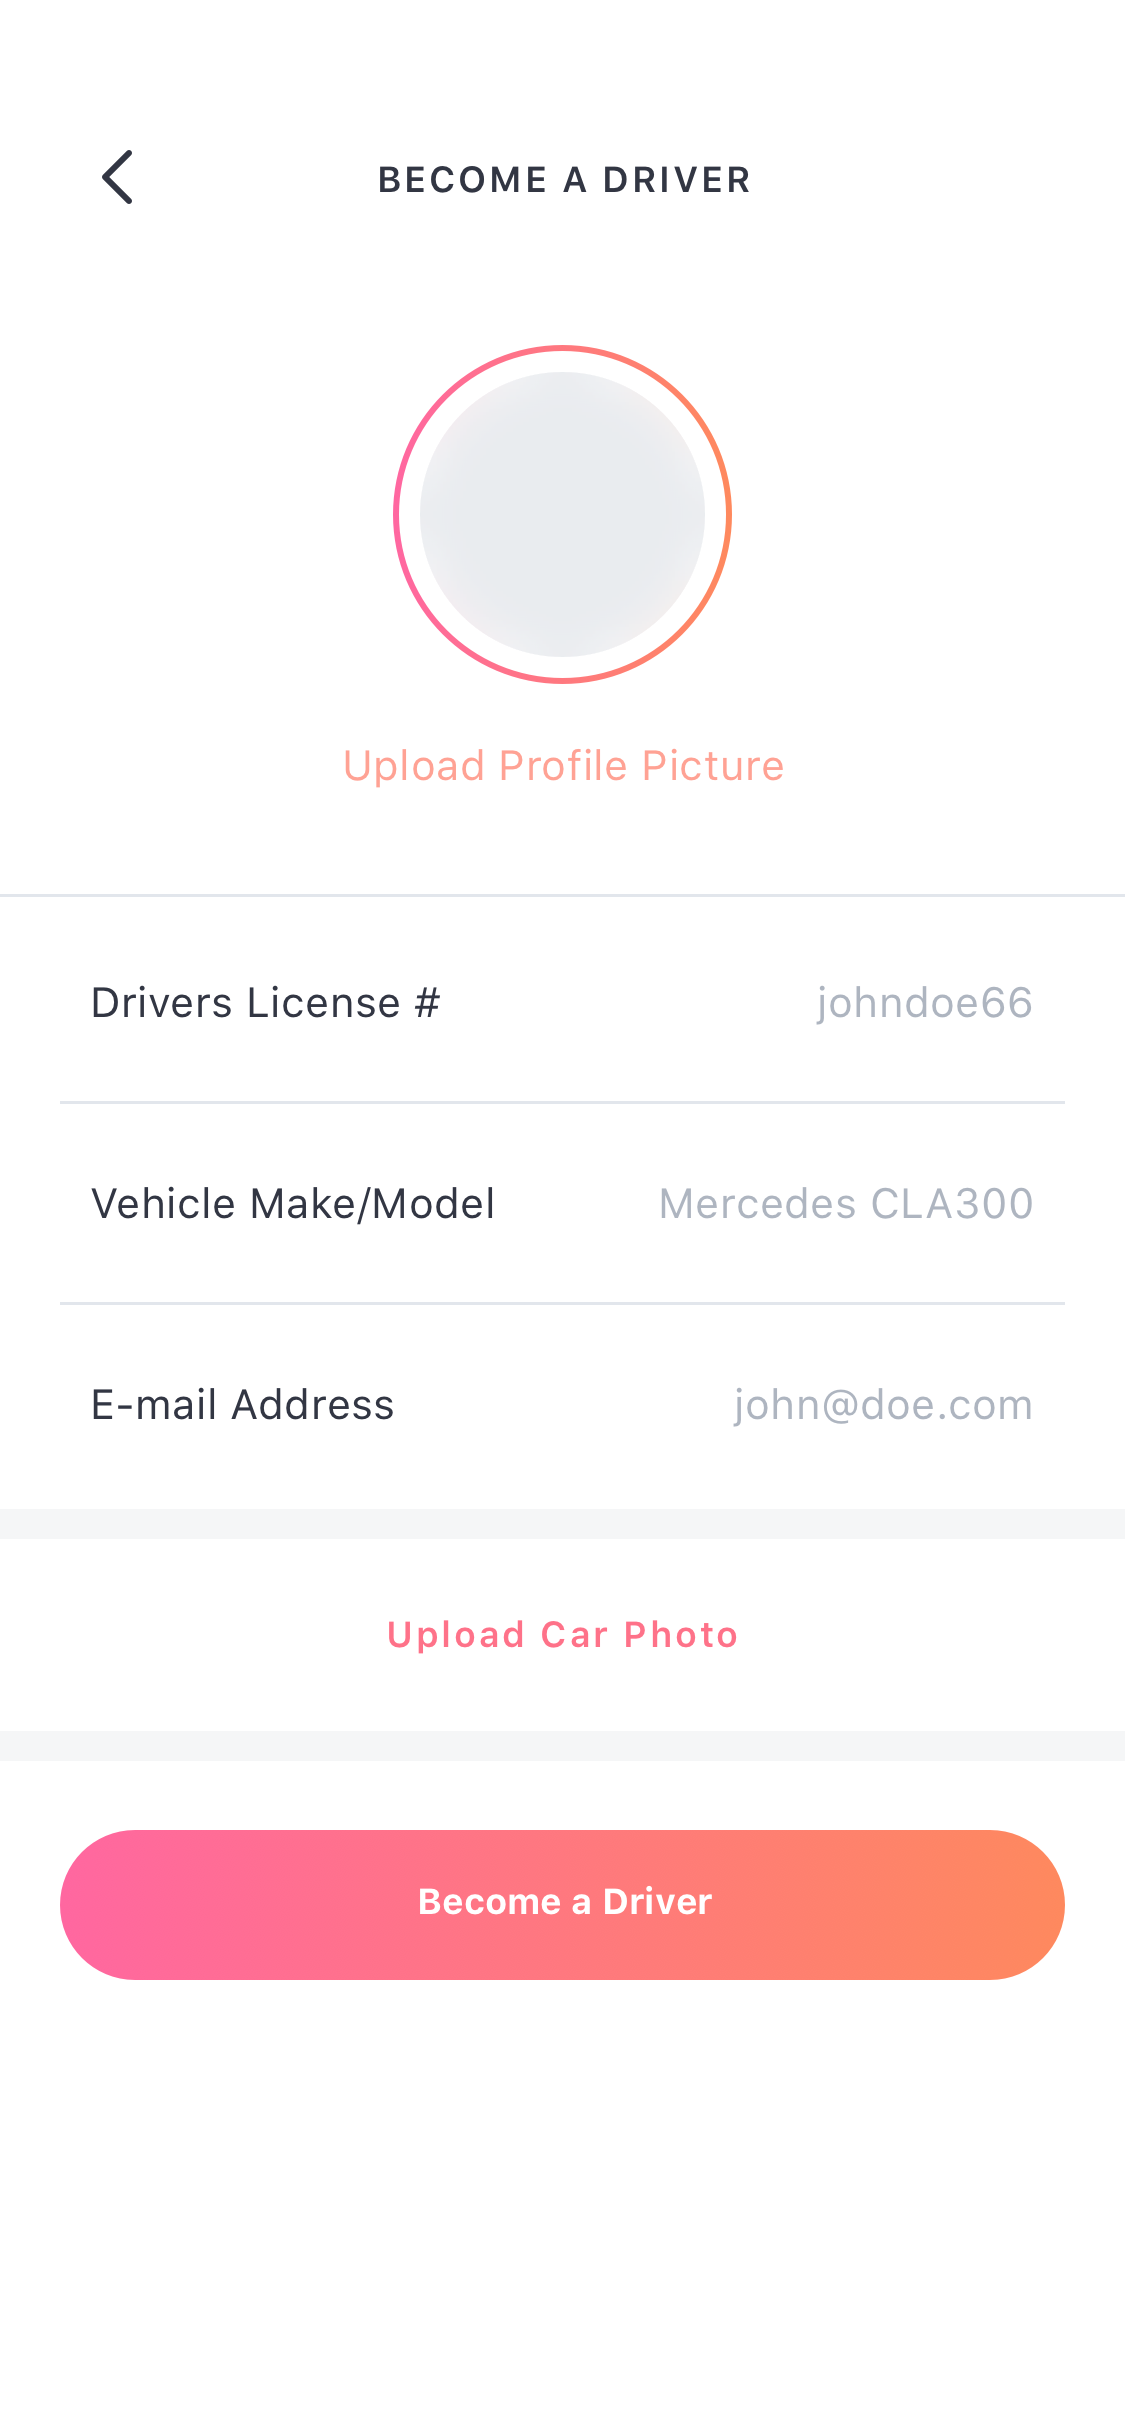 BECOME A DRIVER
Upload Profile Picture
Drivers License # johndoe66
Vehicle Make/Model Mercedes CLA300
E-mail Address john@doe.com
Upload Car Photo
Become a Driver